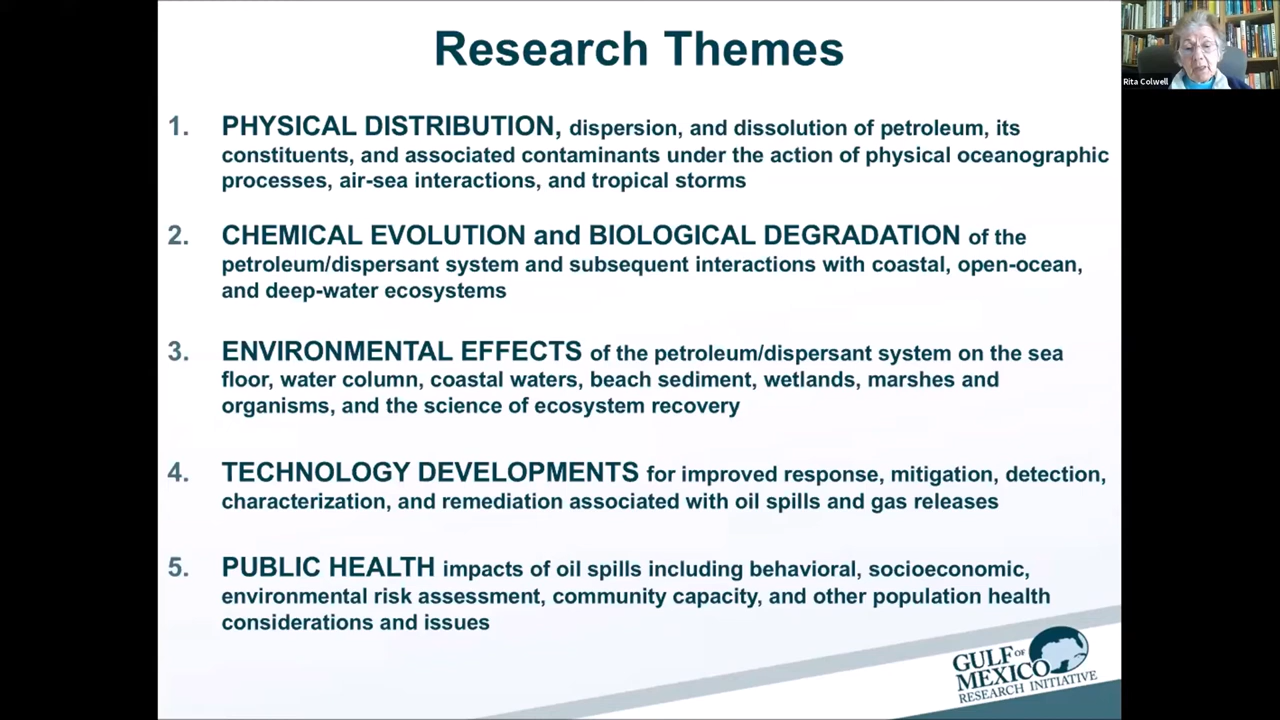 Research Themes
Rita Colwell
1. PHYSICAL DISTRIBUTION, dispersion, and dissolution of petroleum, its
constituents, and associated contaminants under the action of physical oceanographic
processes, air-sea interactions, and tropical storms
2. CHEMICAL EVOLUTION and BIOLOGICAL DEGRADATION of the
petroleum/dispersant system and subsequent interactions with coastal, open-ocean,
and deep-water ecosystems
3. ENVIRONMENTAL EFFECTS of the petroleum/dispersant system on the sea
floor, water column, coastal waters, beach sediment, wetlands, marshes and
organisms, and the science of ecosystem recovery
4. TECHNOLOGY DEVELOPMENTS for improved response, mitigation, detection,
characterization, and remediation associated with oil spills and gas releases
5. PUBLIC HEALTH impacts of oil spills including behavioral, socioeconomic,
environmental risk assessment, community capacity, and other population health
considerations and issues
GULF OF
MEXICO
RESEARCH INITIATIVE